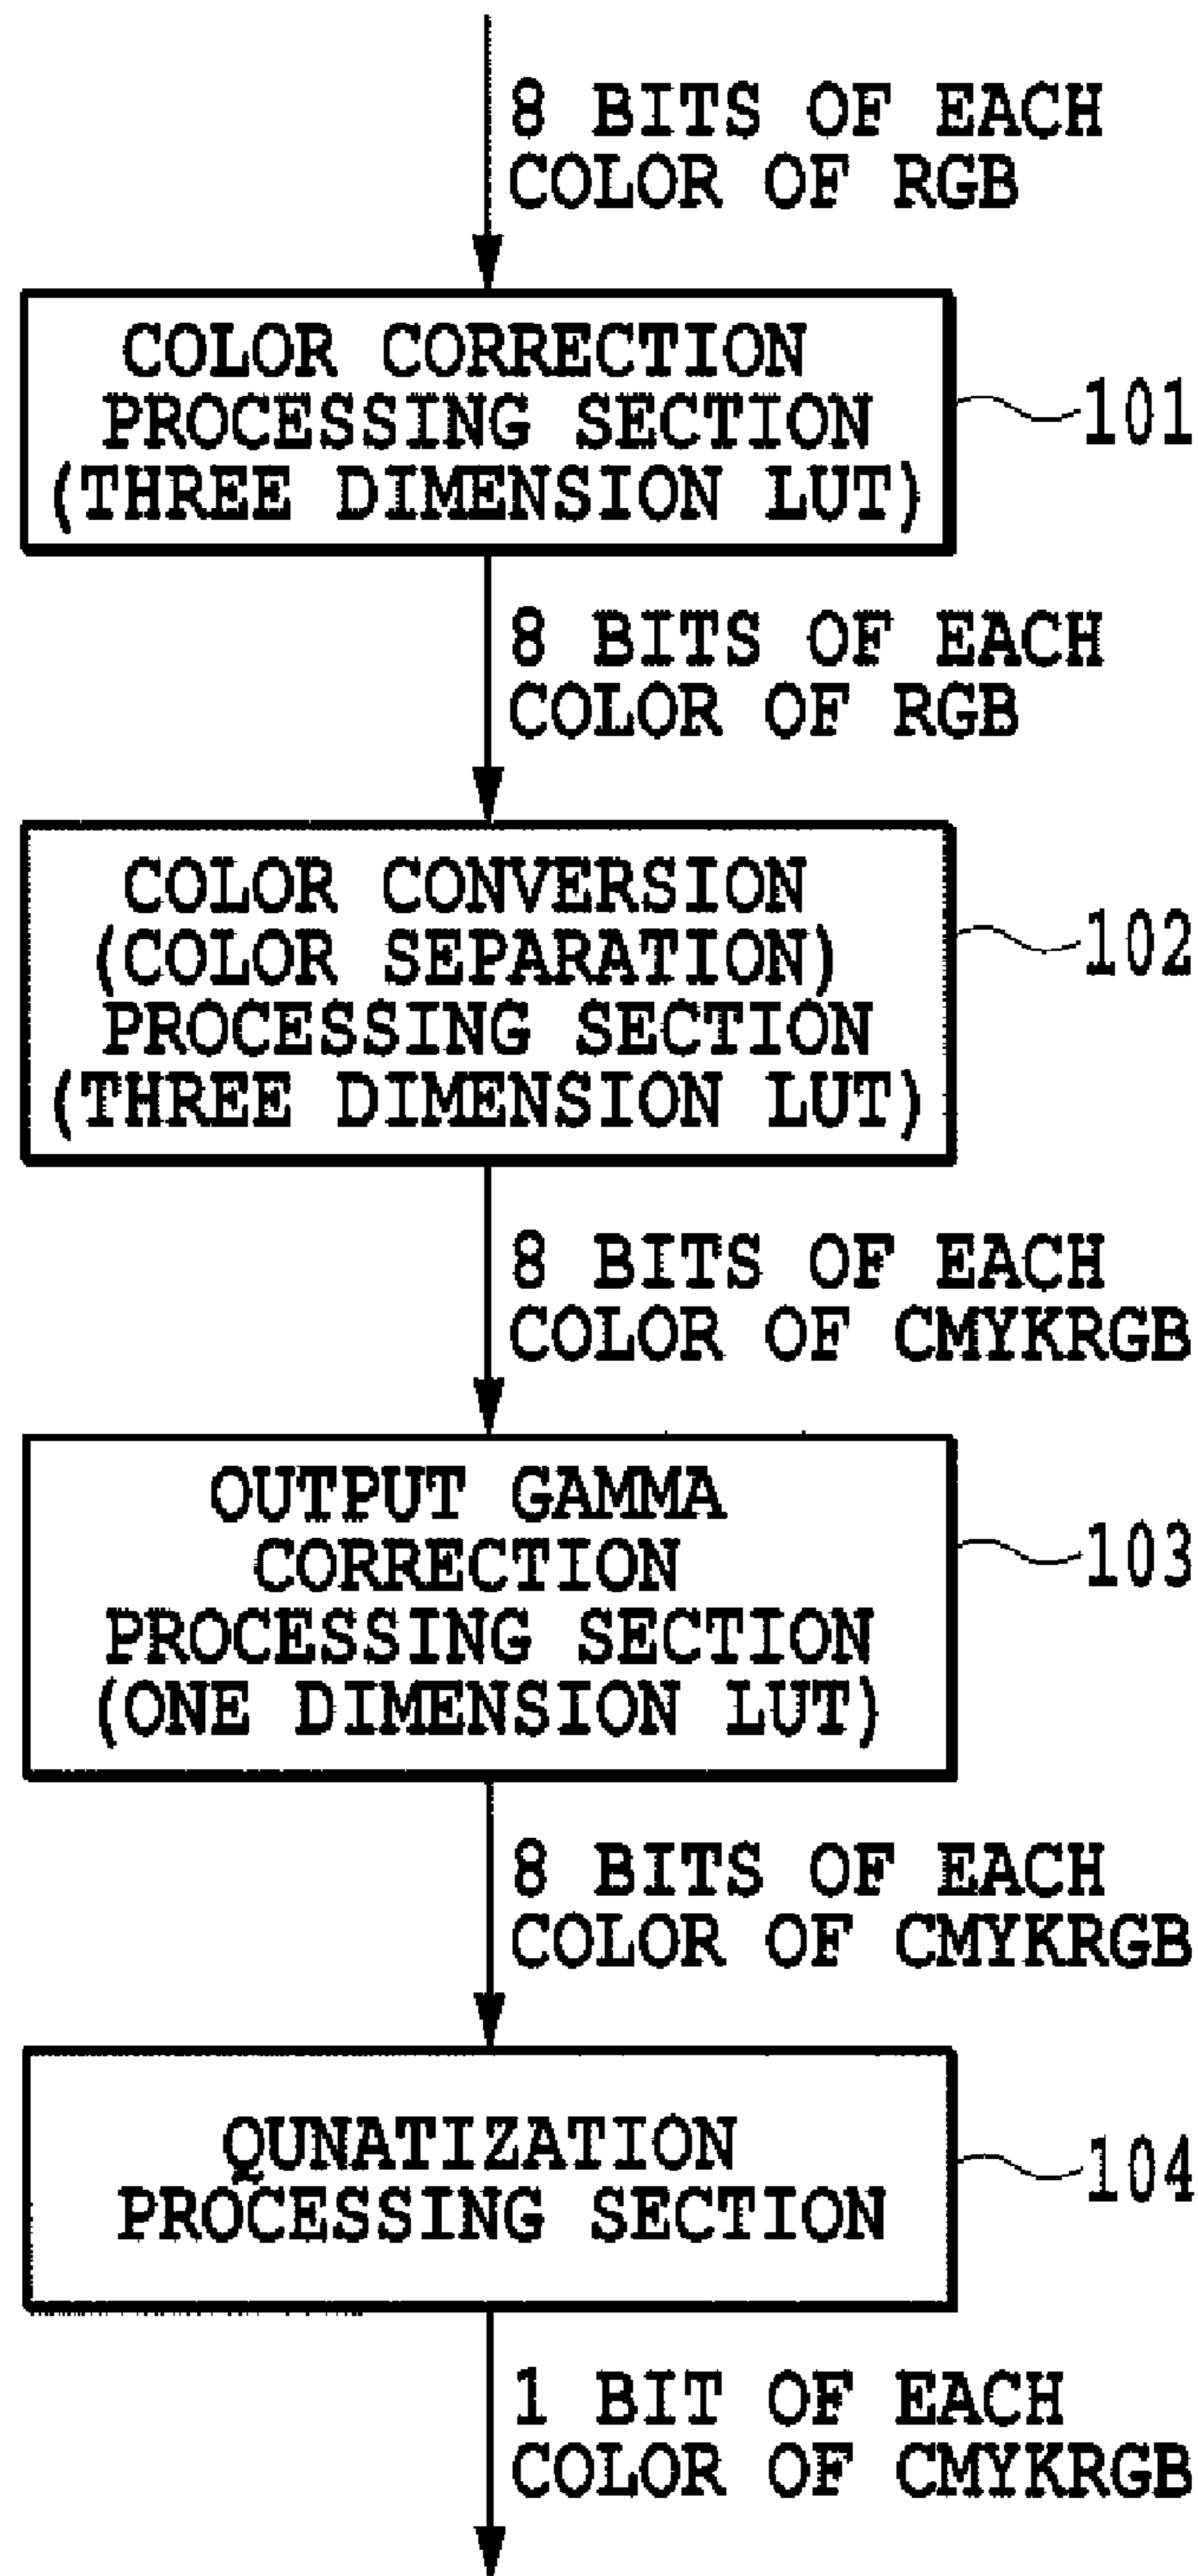 8 BITS OF EACH
COLOR OF RGB
COLOR CORRECTION
PROCESSING SECTION
(THREE DIMENSION LUT)
101
8 BITS OF EACH
COLOR OF RGB
COLOR CONVERSION
(COLOR SEPARATION)
PROCESSING SECTION
(THREE DIMENSION LUT)
102
8 BITS OF EACH
COLOR OF CMYKRGB
OUTPUT GAMMA
CORRECTION
PROCESSING SECTION
(ONE DIMENSION LUT)
103
8 BITS OF EACH
COLOR OF CMYKRGB
QUNATIZATION
PROCESSING SECTION
104
1 BIT OF EACH
COLOR OF CMYKRGB